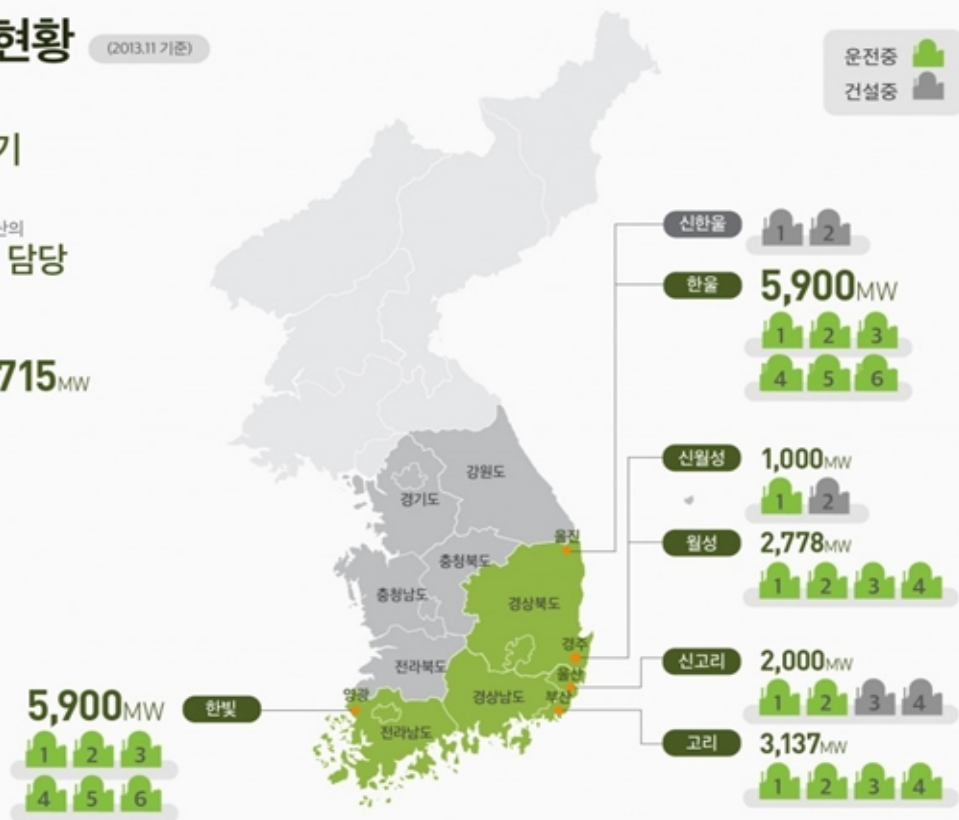 현황 (2013.11 기준)
운전중
건설중
기
산의
담당
715MW
신한울
1 2
한울 5,900MW
1 2 3
4 5 6
신월성 1,000MW
1 2
월성 2,778MW
1 2 3 4
신고리 2,000MW
1 2 3 4
고리 3,137MW
1 2 3 4
5,900MW 한빛
1 2 3
4 5 6
강원도
경기도
울진
충청북도
충청남도
경상북도
경주
전라북도
울산
영광
경상남도
부산
전라남도